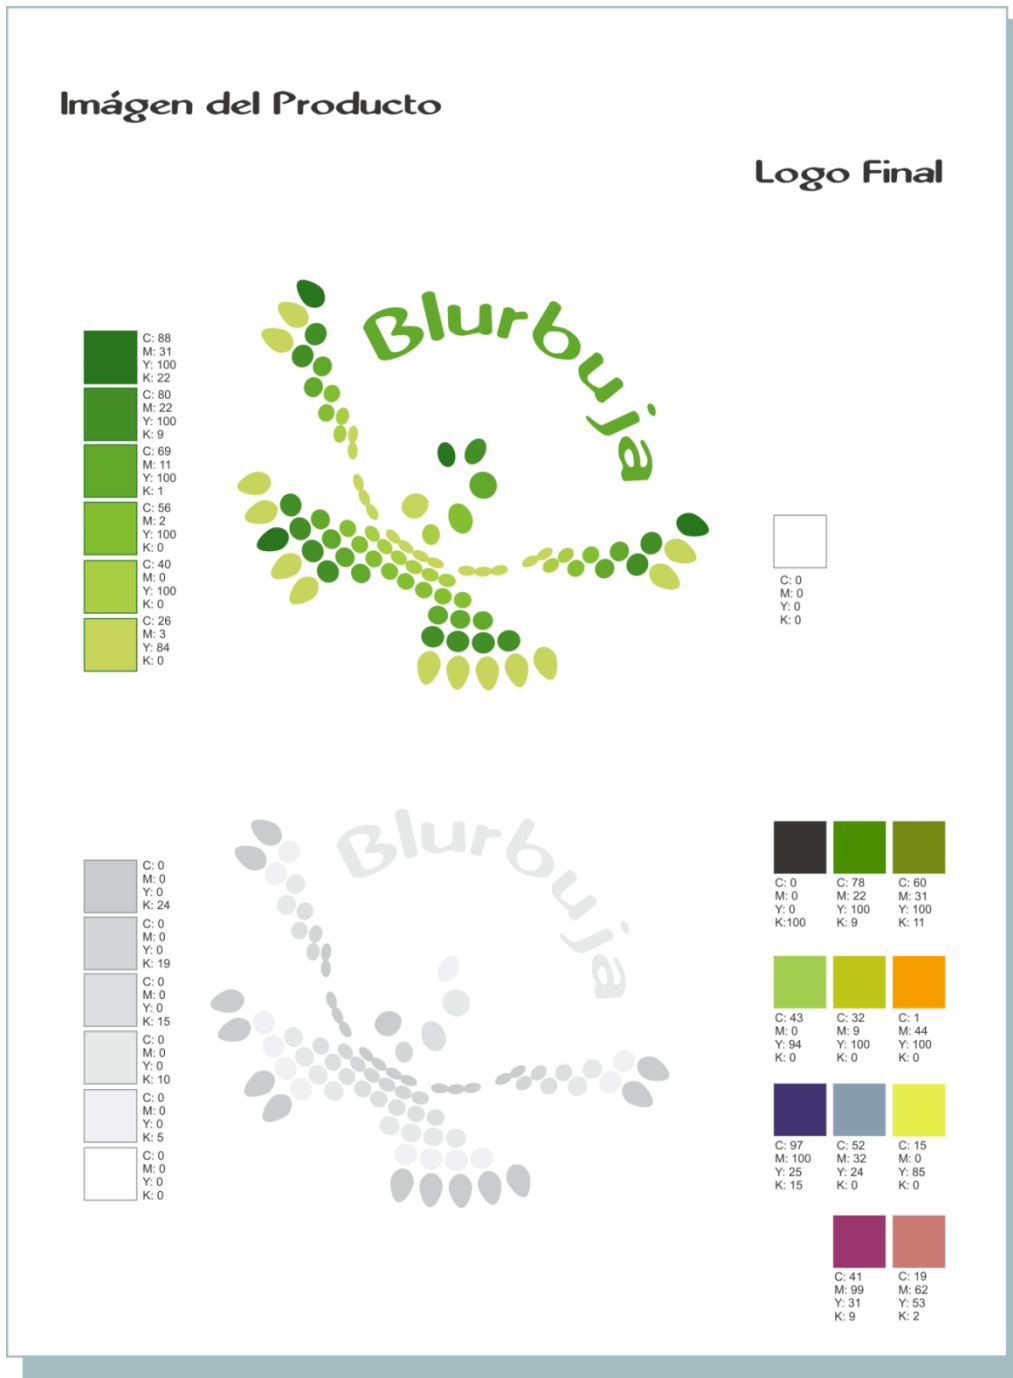 Imágen del Producto
Logo Final
Blurbuja
C: 88
M: 31
Y: 100
K: 22
C: 80
M: 22
Y: 100
K: 9
C: 69
M: 11
Y: 100
K: 1
C: 56
M: 2
Y: 100
K: 0
C: 40
M: 0
Y: 100
K: 0
C: 26
M: 3
Y: 84
K: 0
C: 0
M: 0
Y: 0
K: 0
Blurbuja
C: 0
M: 0
Y: 0
K: 24
C: 0
M: 0
Y: 0
K: 19
C: 0
M: 0
Y: 0
K: 15
C: 0
M: 0
Y: 0
K: 10
C: 0
M: 0
Y: 0
K: 5
C: 0
M: 0
Y: 0
K: 0
C: 0
M: 0
Y: 0
K:100
C: 78
M: 22
Y: 100
K: 9
C: 60
M: 31
Y: 100
K: 11
C: 43
M: 0
Y: 94
K: 0
C: 32
M: 9
Y: 100
K: 0
C: 1
M: 44
Y: 100
K: 0
C: 97
M: 100
Y: 25
K: 15
C: 52
M: 32
Y: 24
K: 0
C: 15
M: 0
Y: 85
K: 0
C: 41
M: 99
Y: 31
K: 9
C: 19
M: 62
Y: 53
K: 2